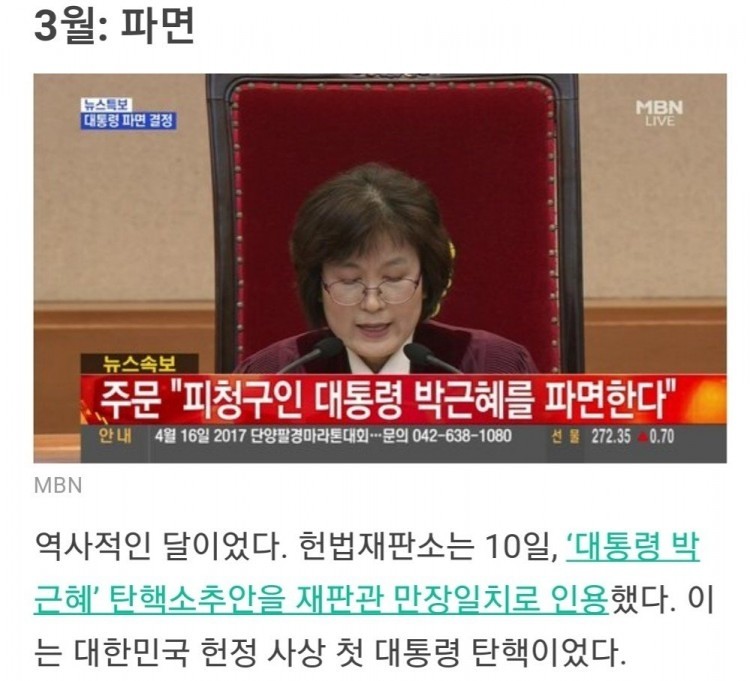 3월: 파면
뉴스특보
대통령 파면 결정
MBN
LIVE
뉴스속보
주문 "피청구인 대통령 박근혜를 파면한다"
안내 4월 16일 2017 단양팔경마라톤대회…문의 042-638-1080 선물 272.35 ▲0.70
MBN
역사적인 달이었다. 헌법재판소는 10일, ‘대통령 박
근혜’ 탄핵소추안을 재판관 만장일치로 인용했다. 이
는 대한민국 헌정 사상 첫 대통령 탄핵이었다.